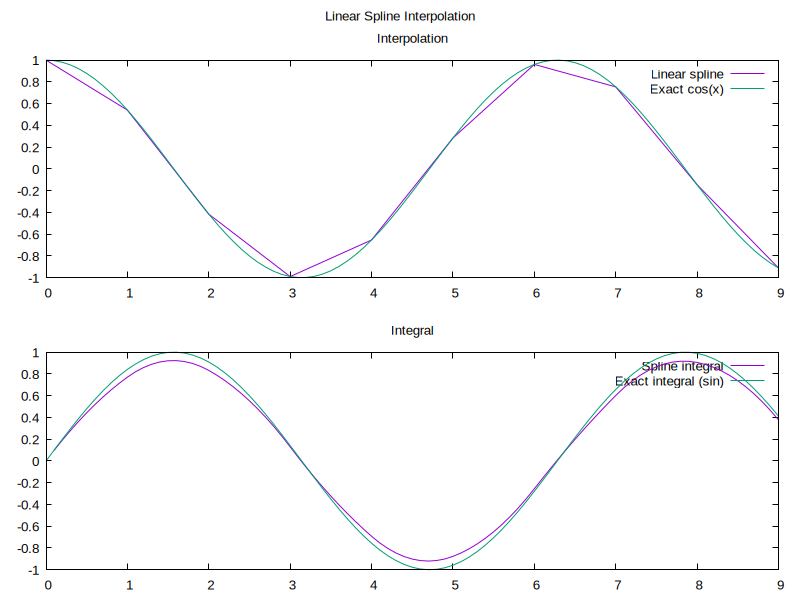 Linear Spline Interpolation
Interpolation
Linear spline
Exact cos(x)
1
0.8
0.6
0.4
0.2
0
-0.2
-0.4
-0.6
-0.8
-1
0 1 2 3 4 5 6 7 8 9
Integral
Spline integral
Exact integral (sin)
1
0.8
0.6
0.4
0.2
0
-0.2
-0.4
-0.6
-0.8
-1
0 1 2 3 4 5 6 7 8 9